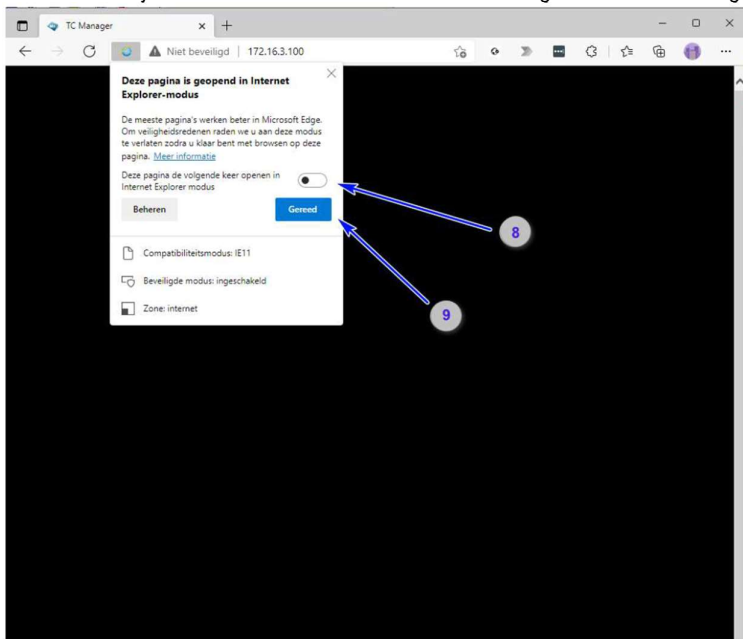 TC Manager
Niet beveiligd | 172.16.3.100
Deze pagina is geopend in Internet
Explorer-modus
De meeste pagina's werken beter in Microsoft Edge.
Om veiligheidsredenen raden we u aan deze modus
te verlaten zodra u klaar bent met browsen op deze
pagina. Meer informatie
Deze pagina de volgende keer openen in
Internet Explorer modus
Beheren
Gereed
8
Compatibiliteitsmodus: IE11
Beveiligde modus: ingeschakeld
Zone: internet
9